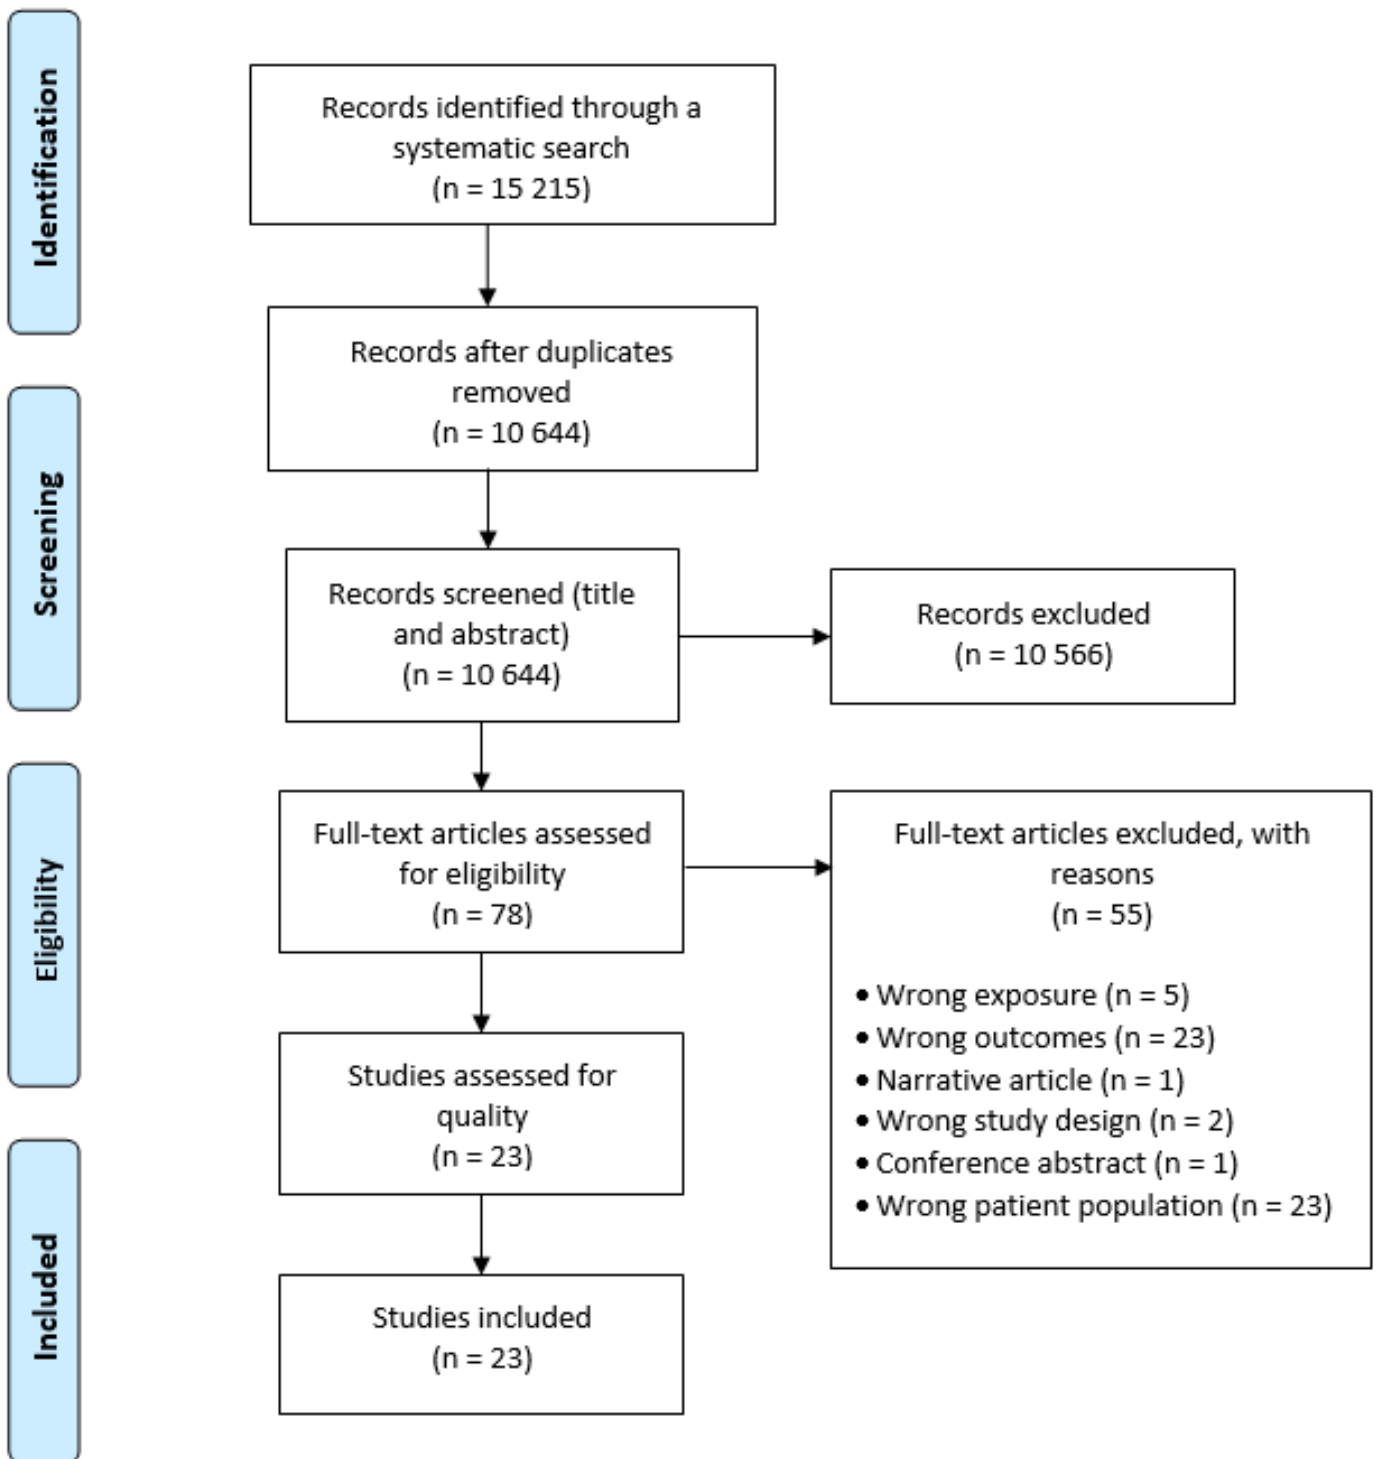 Identification
Records identified through a
systematic search
(n = 15 215)
Records after duplicates
removed
(n = 10 644)
Screening
Records screened (title
and abstract)
(n = 10 644)
Records excluded
(n = 10 566)
Eligibility
Full-text articles assessed
for eligibility
(n = 78)
Full-text articles excluded, with
reasons
(n = 55)
• Wrong exposure (n = 5)
• Wrong outcomes (n = 23)
• Narrative article (n = 1)
• Wrong study design (n = 2)
• Conference abstract (n = 1)
• Wrong patient population (n = 23)
Studies assessed for
quality
(n = 23)
Included
Studies included
(n = 23)